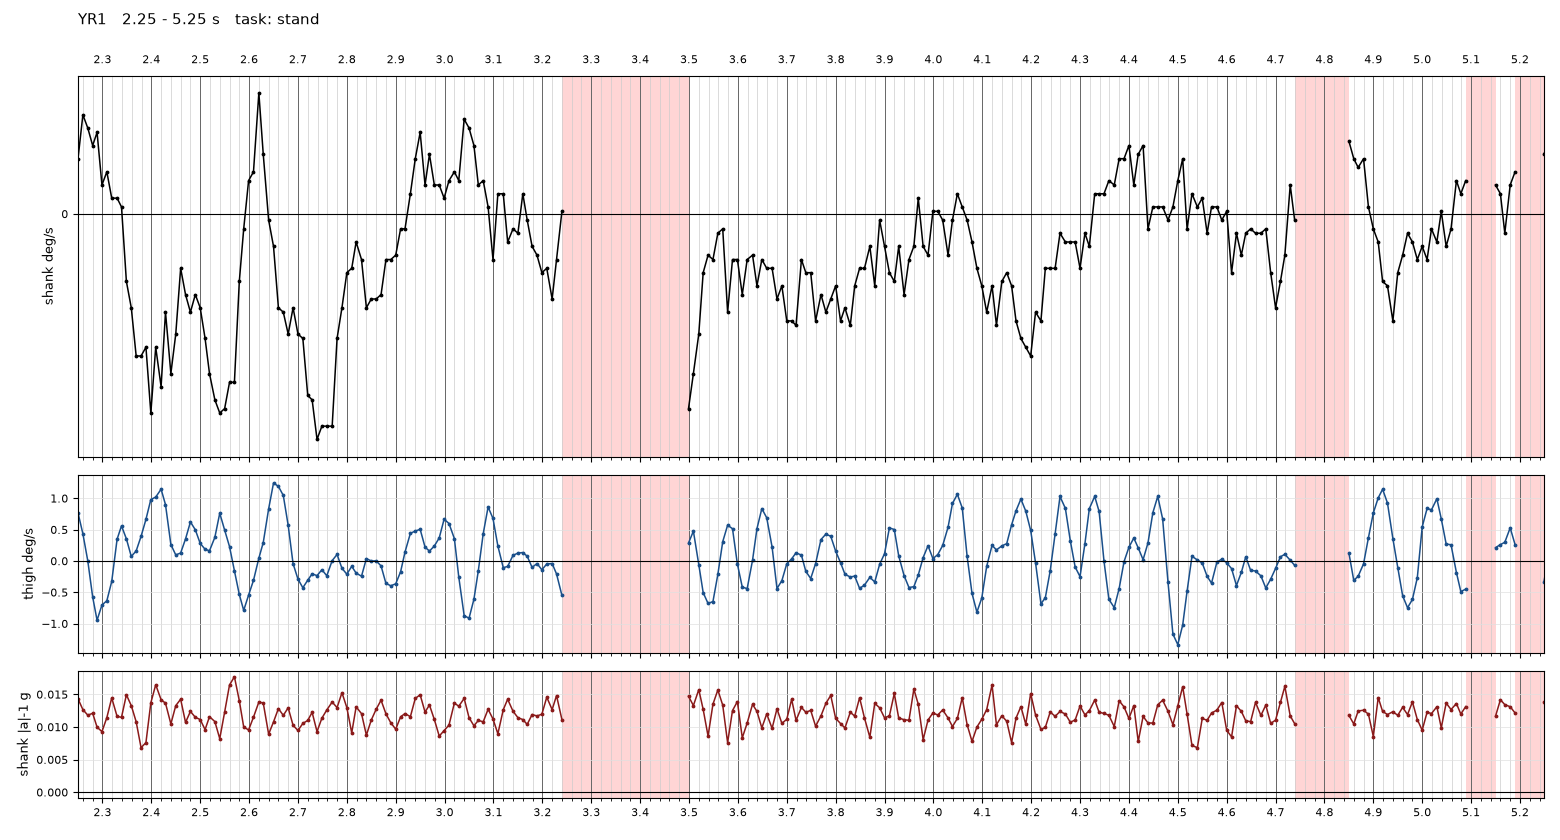 YR1   2.25 - 5.25 s   task: stand
2.3 2.4 2.5 2.6 2.7 2.8 2.9 3.0 3.1 3.2 3.3 3.4 3.5 3.6 3.7 3.8 3.9 4.0 4.1 4.2 4.3 4.4 4.5 4.6 4.7 4.8 4.9 5.0 5.1 5.2
0
shank deg/s
1.0
0.5
0.0
−0.5
−1.0
thigh deg/s
0.015
0.010
0.005
0.000
shank |a|-1 g
2.3 2.4 2.5 2.6 2.7 2.8 2.9 3.0 3.1 3.2 3.3 3.4 3.5 3.6 3.7 3.8 3.9 4.0 4.1 4.2 4.3 4.4 4.5 4.6 4.7 4.8 4.9 5.0 5.1 5.2